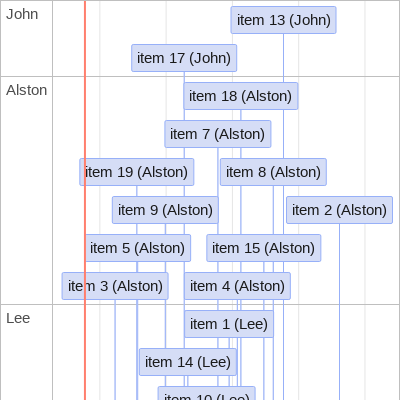 John
item 13 (John)
item 17 (John)
Alston
item 18 (Alston)
item 7 (Alston)
item 19 (Alston)
item 8 (Alston)
item 9 (Alston)
item 2 (Alston)
item 5 (Alston)
item 15 (Alston)
item 3 (Alston)
item 4 (Alston)
Lee
item 1 (Lee)
item 14 (Lee)
item 10 (Lee)